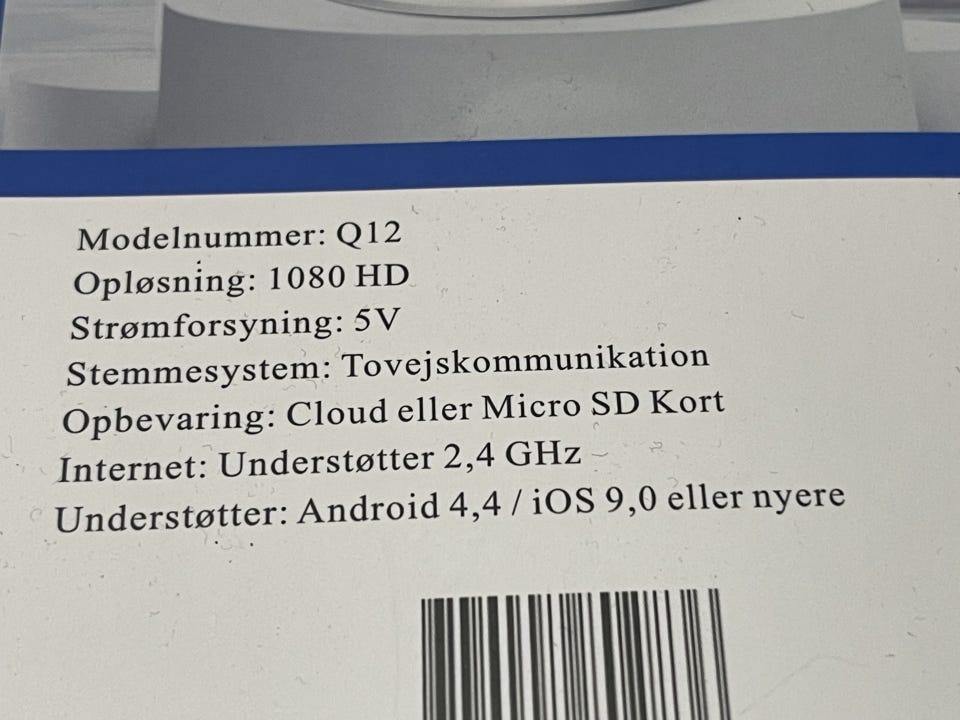 Modelnummer: Q12
Opløsning: 1080 HD
Strømforsyning: 5V
Stemmesystem: Tovejskommunikation
Opbevaring: Cloud eller Micro SD Kort
Internet: Understøtter 2,4 GHz
Understøtter: Android 4,4 / iOS 9,0 eller nyere